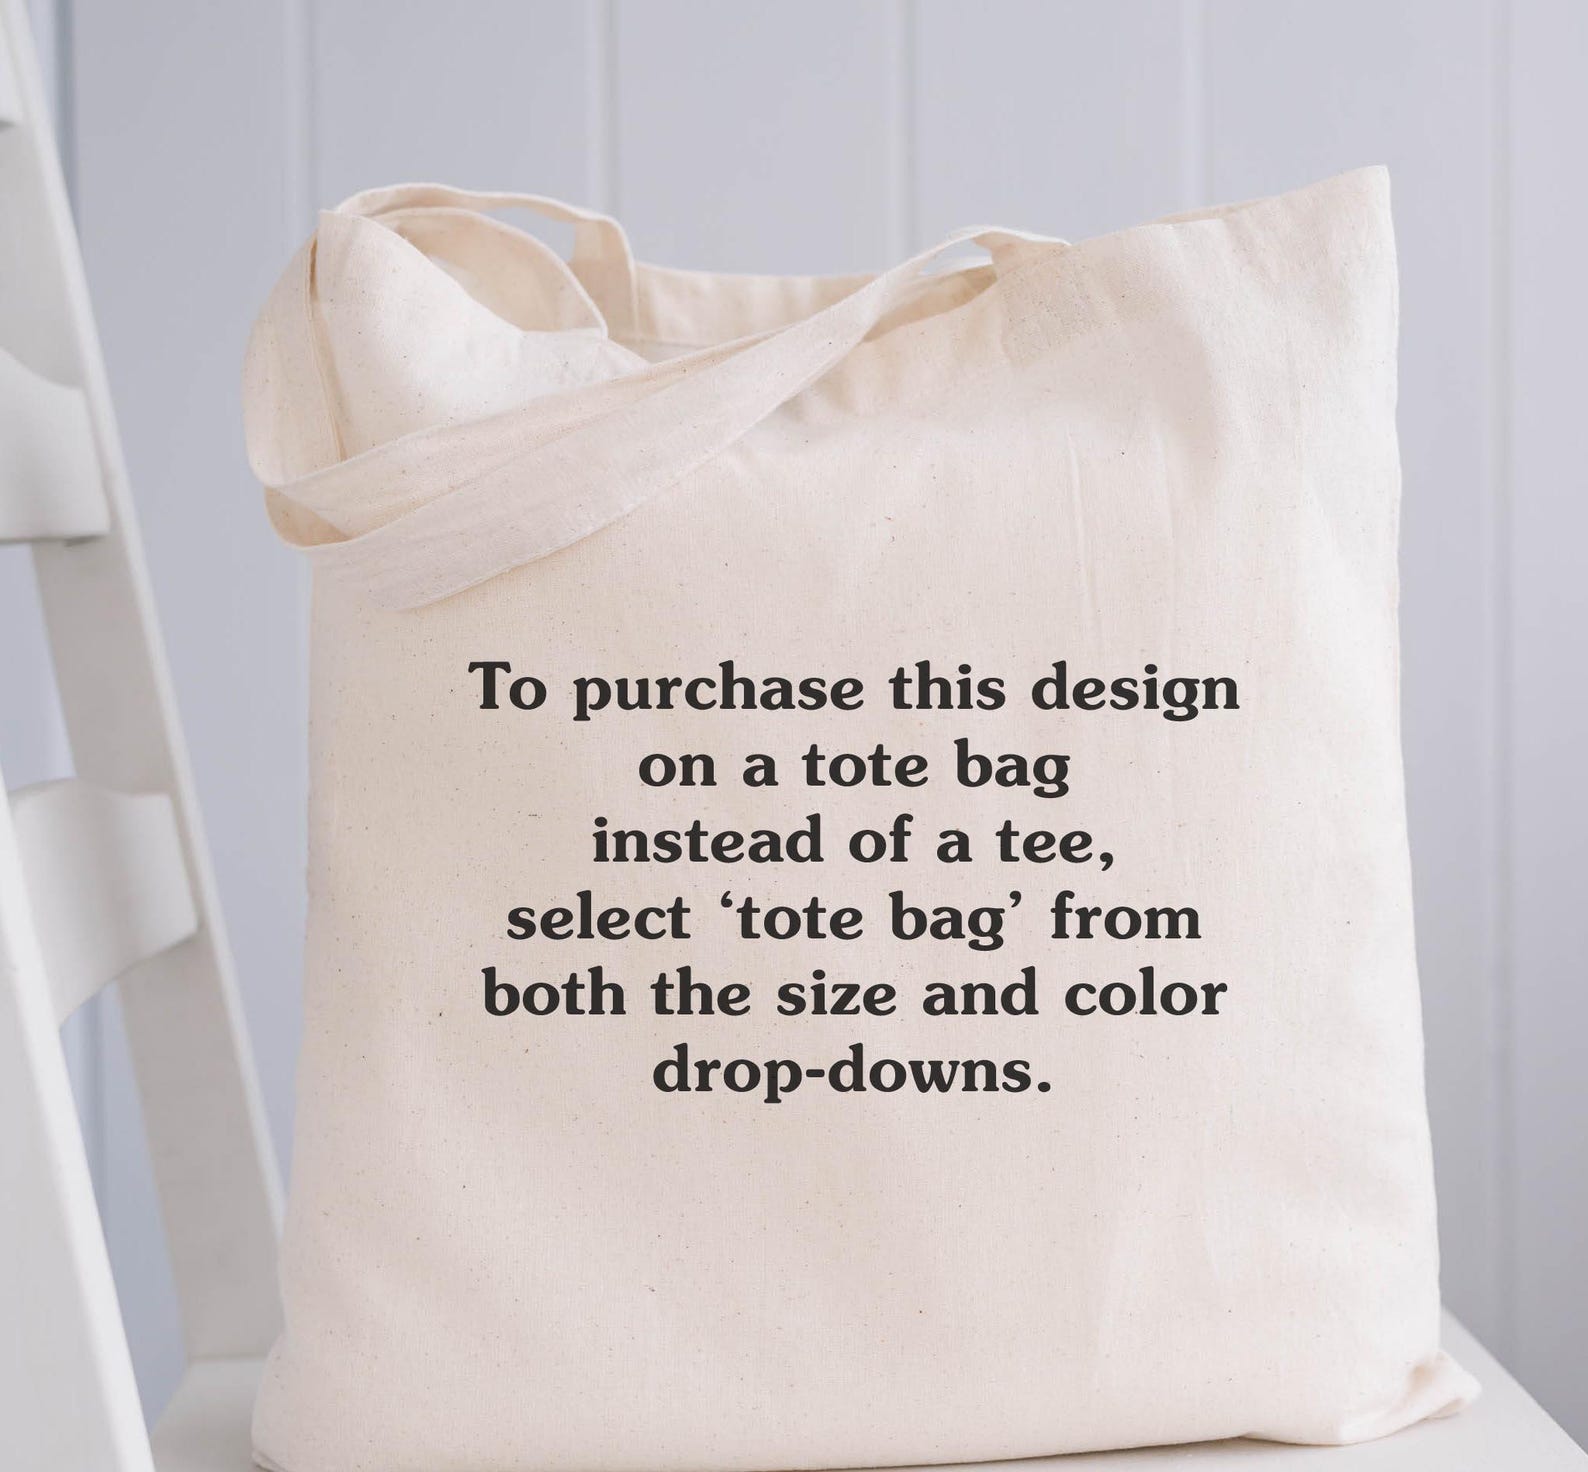 To purchase this design
on a tote bag
instead of a tee,
select ‘tote bag’ from
both the size and color
drop-downs.